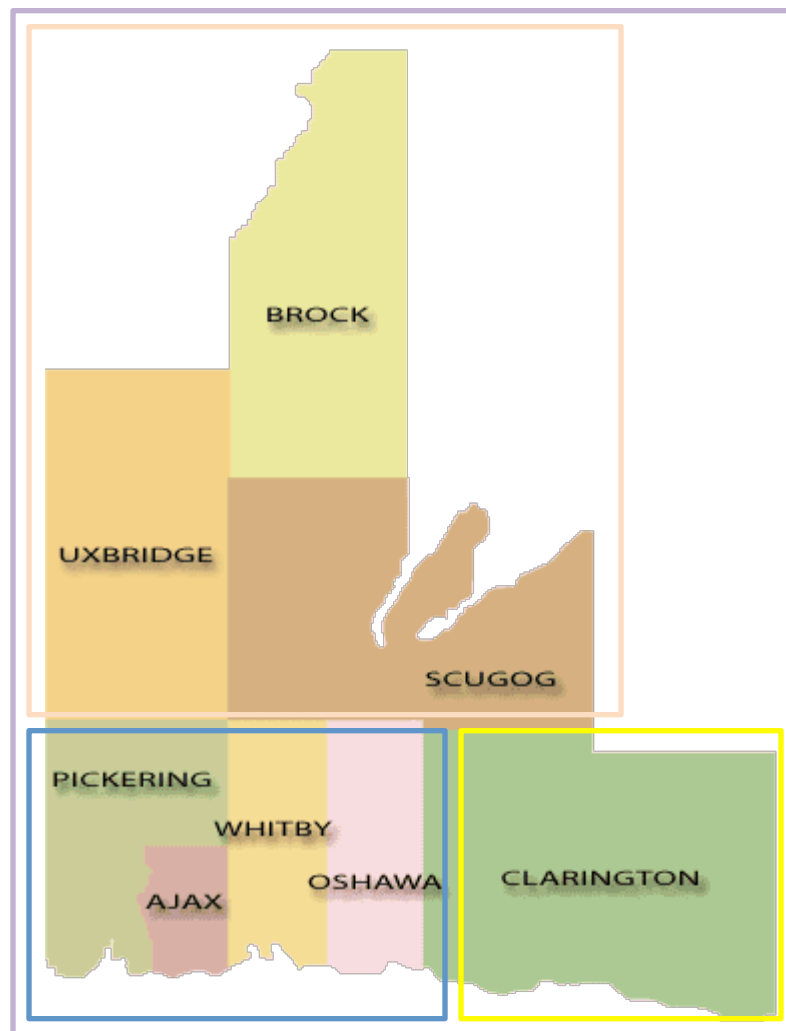 BROCK
UXBRIDGE
SCUGOG
PICKERING
WHITBY
OSHAWA
CLARINGTON
AJAX